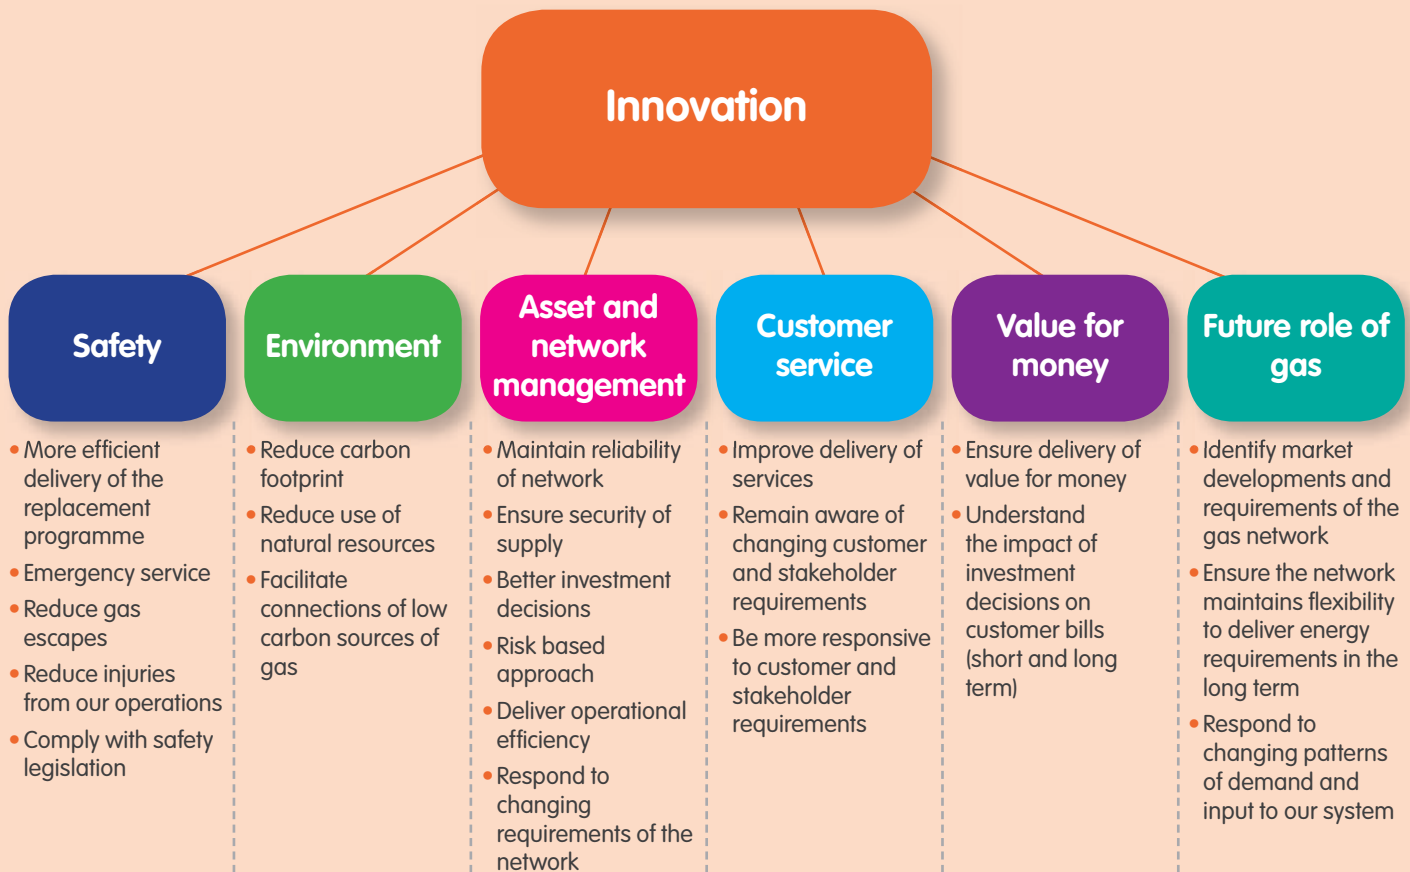 Innovation
Safety
• More efficient
delivery of the
replacement
programme
• Emergency service
• Reduce gas
escapes
• Reduce injuries
from our operations
• Comply with safety
legislation
Environment
• Reduce carbon
footprint
• Reduce use of
natural resources
• Facilitate
connections of low
carbon sources of
gas
Asset and
network
management
• Maintain reliability
of network
• Ensure security of
supply
• Better investment
decisions
• Risk based
approach
• Deliver operational
efficiency
• Respond to
changing
requirements of the
network
Customer
service
• Improve delivery of
services
• Remain aware of
changing customer
and stakeholder
requirements
• Be more responsive
to customer and
stakeholder
requirements
Value for
money
• Ensure delivery of
value for money
• Understand
the impact of
investment
decisions on
customer bills
(short and long
term)
Future role of
gas
• Identify market
developments and
requirements of the
gas network
• Ensure the network
maintains flexibility
to deliver energy
requirements in the
long term
• Respond to
changing patterns
of demand and
input to our system